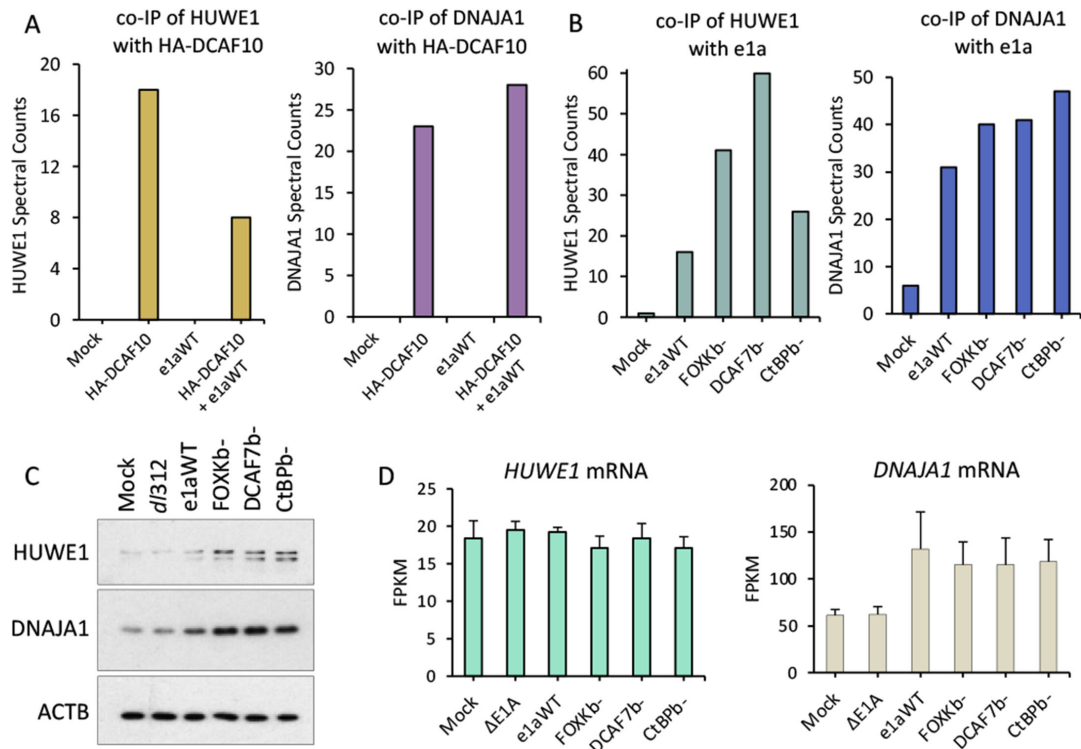 A
co-IP of HUWE1
with HA-DCAF10
HUWE1 Spectral Counts
20
16
12
8
4
0
Mock
HA-DCAF10
e1aWT
HA-DCAF10
+ e1aWT
co-IP of DNAJA1
with HA-DCAF10
DNAJA1 Spectral Counts
30
25
20
15
10
5
0
Mock
HA-DCAF10
e1aWT
HA-DCAF10
+ e1aWT
B
co-IP of HUWE1
with e1a
HUWE1 Spectral Counts
60
50
40
30
20
10
0
Mock
e1aWT
FOXKb-
DCAF7b-
CtBPb-
co-IP of DNAJA1
with e1a
DNAJA1 Spectral Counts
50
40
30
20
10
0
Mock
e1aWT
FOXKb-
DCAF7b-
CtBPb-
C
Mock
dl312
e1aWT
FOXKb-
DCAF7b-
CtBPb-
HUWE1
DNAJA1
ACTB
D
HUWE1 mRNA
FPKM
25
20
15
10
5
0
Mock
ΔE1A
e1aWT
FOXKb-
DCAF7b-
CtBPb-
DNAJA1 mRNA
FPKM
200
150
100
50
0
Mock
ΔE1A
e1aWT
FOXKb-
DCAF7b-
CtBPb-